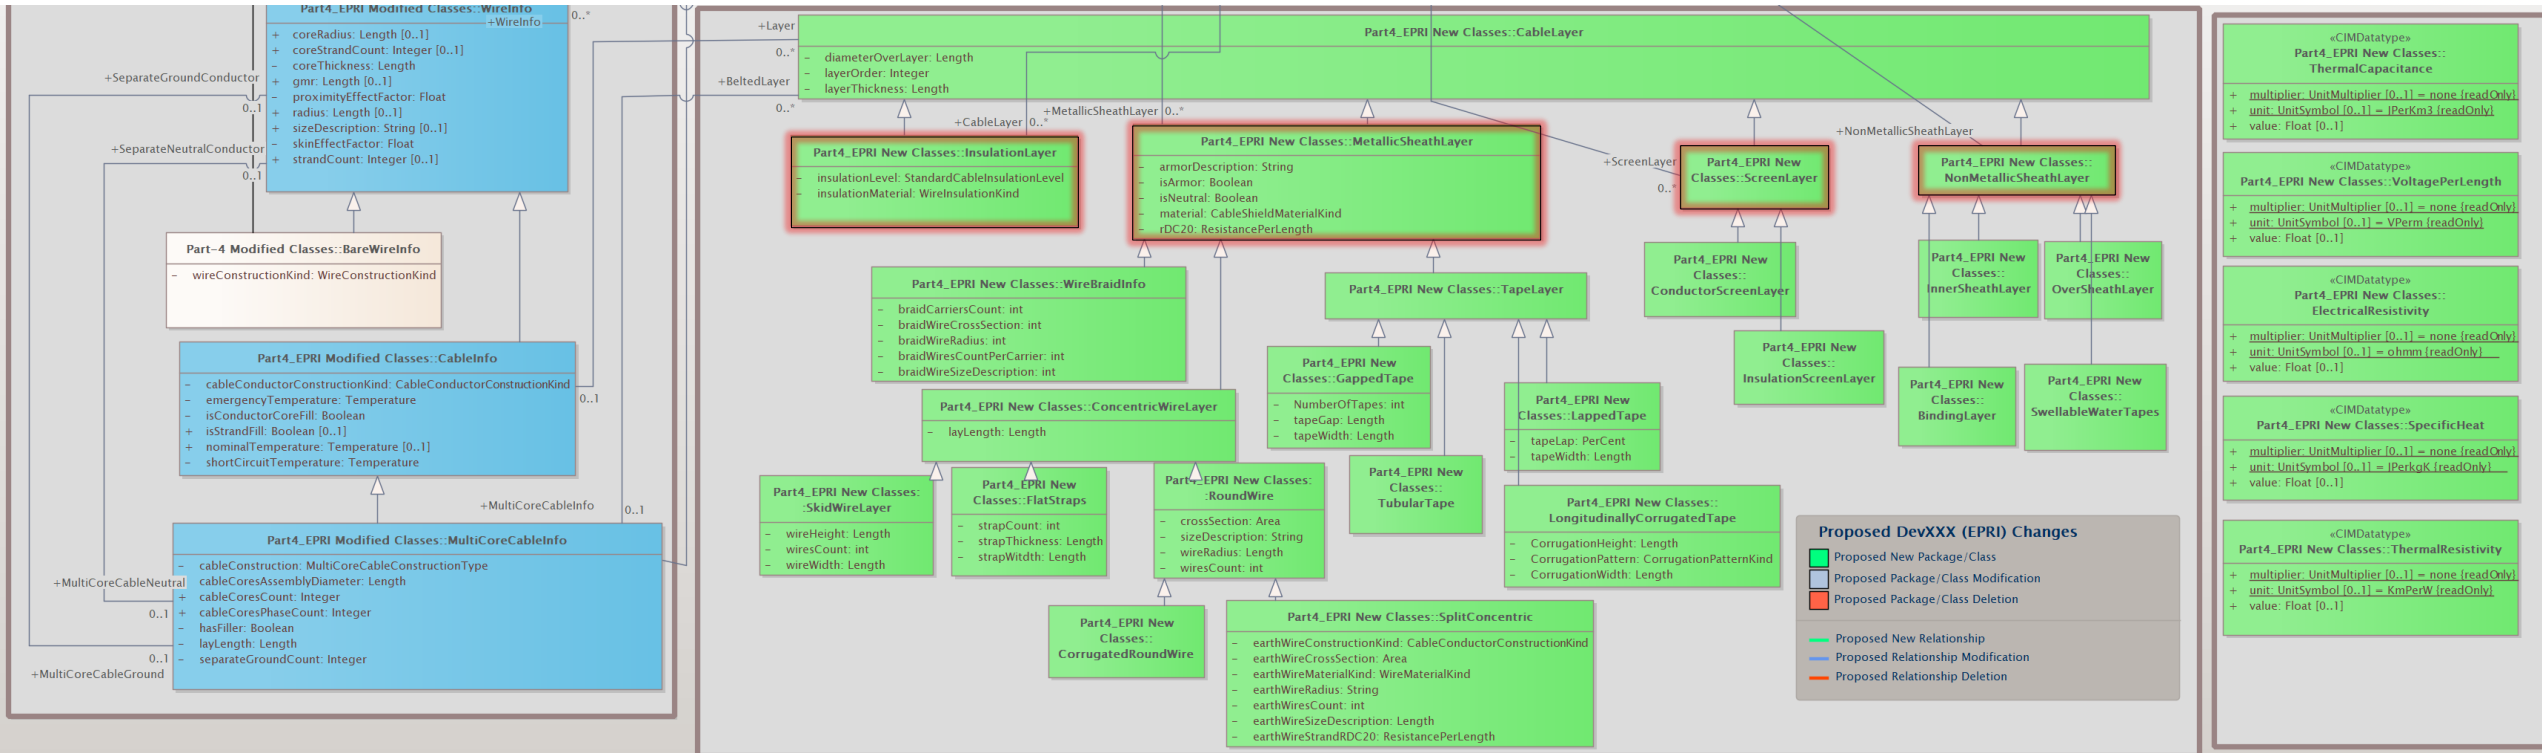 Part4_EPRI Modified Classes::WireInfo
+WireInfo
0..*
+ coreRadius: Length [0..1]
+ coreStrandCount: Integer [0..1]
- coreThickness: Length
+ gmr: Length [0..1]
- proximityEffectFactor: Float
+ radius: Length [0..1]
+ sizeDescription: String [0..1]
- skinEffectFactor: Float
+ strandCount: Integer [0..1]
+SeparateGroundConductor
0..1
+SeparateNeutralConductor
0..1
Part-4 Modified Classes::BareWireInfo
- wireConstructionKind: WireConstructionKind
Part4_EPRI Modified Classes::CableInfo
- cableConductorConstructionKind: CableConductorConstructionKind
- emergencyTemperature: Temperature
- isConductorCoreFill: Boolean
+ isStrandFill: Boolean [0..1]
+ nominalTemperature: Temperature [0..1]
- shortCircuitTemperature: Temperature
0..1
+MultiCoreCableInfo
0..1
Part4_EPRI Modified Classes::MultiCoreCableInfo
- cableConstruction: MultiCoreCableConstructionType
- cableCoresAssemblyDiameter: Length
+ cableCoresCount: Integer
+ cableCoresPhaseCount: Integer
- hasFiller: Boolean
- layLength: Length
- separateGroundCount: Integer
+MultiCoreCableNeutral
0..1
0..1
+MultiCoreCableGround
+Layer
0..*
+BeltedLayer
0..*
Part4_EPRI New Classes::CableLayer
- diameterOverLayer: Length
- layerOrder: Integer
- layerThickness: Length
+CableLayer 0..*
+MetallicSheathLayer 0..*
+ScreenLayer
0..*
+NonMetallicSheathLayer
Part4_EPRI New Classes::InsulationLayer
- insulationLevel: StandardCableInsulationLevel
- insulationMaterial: WireInsulationKind
Part4_EPRI New Classes::MetallicSheathLayer
- armorDescription: String
- isArmor: Boolean
- isNeutral: Boolean
- material: CableShieldMaterialKind
- rDC20: ResistancePerLength
Part4_EPRI New
Classes::ScreenLayer
Part4_EPRI New Classes::
NonMetallicSheathLayer
Part4_EPRI New Classes::WireBraidInfo
- braidCarriersCount: int
- braidWireCrossSection: int
- braidWireRadius: int
- braidWiresCountPerCarrier: int
- braidWireSizeDescription: int
Part4_EPRI New Classes::TapeLayer
Part4_EPRI New
Classes::
ConductorScreenLayer
Part4_EPRI New
Classes::
InnerSheathLayer
Part4_EPRI New
Classes::
OverSheathLayer
Part4_EPRI New
Classes::
InsulationScreenLayer
Part4_EPRI New
Classes::
BindingLayer
Part4_EPRI New
Classes::
SwellableWaterTapes
Part4_EPRI New Classes::ConcentricWireLayer
- layLength: Length
Part4_EPRI New
Classes::GappedTape
- NumberOfTapes: int
- tapeGap: Length
- tapeWidth: Length
Part4_EPRI New
Classes::LappedTape
- tapeLap: PerCent
- tapeWidth: Length
Part4_EPRI New
Classes::
TubularTape
Part4_EPRI New Classes::
LongitudinallyCorrugatedTape
- CorrugationHeight: Length
- CorrugationPattern: CorrugationPatternKind
- CorrugationWidth: Length
Part4_EPRI New Classes:
:SkidWireLayer
- wireHeight: Length
- wiresCount: int
- wireWidth: Length
Part4_EPRI New
Classes::FlatStraps
- strapCount: int
- strapThickness: Length
- strapWitdth: Length
Part4_EPRI New Classes:
:RoundWire
- crossSection: Area
- sizeDescription: String
- wireRadius: Length
- wiresCount: int
Part4_EPRI New
Classes::
CorrugatedRoundWire
Part4_EPRI New Classes::SplitConcentric
- earthWireConstructionKind: CableConductorConstructionKind
- earthWireCrossSection: Area
- earthWireMaterialKind: WireMaterialKind
- earthWireRadius: String
- earthWiresCount: int
- earthWireSizeDescription: Length
- earthWireStrandRDC20: ResistancePerLength
Proposed DevXXX (EPRI) Changes
Proposed New Package/Class
Proposed Package/Class Modification
Proposed Package/Class Deletion
Proposed New Relationship
Proposed Relationship Modification
Proposed Relationship Deletion
«CIMDatatype»
Part4_EPRI New Classes::
ThermalCapacitance
+ multiplier: UnitMultiplier [0..1] = none {readOnly}
+ unit: UnitSymbol [0..1] = JPerKm3 {readOnly}
+ value: Float [0..1]
«CIMDatatype»
Part4_EPRI New Classes::VoltagePerLength
+ multiplier: UnitMultiplier [0..1] = none {readOnly}
+ unit: UnitSymbol [0..1] = VPerm {readOnly}
+ value: Float [0..1]
«CIMDatatype»
Part4_EPRI New Classes::
ElectricalResistivity
+ multiplier: UnitMultiplier [0..1] = none {readOnly}
+ unit: UnitSymbol [0..1] = ohmm {readOnly}
+ value: Float [0..1]
«CIMDatatype»
Part4_EPRI New Classes::SpecificHeat
+ multiplier: UnitMultiplier [0..1] = none {readOnly}
+ unit: UnitSymbol [0..1] = JPerkgK {readOnly}
+ value: Float [0..1]
«CIMDatatype»
Part4_EPRI New Classes::ThermalResistivity
+ multiplier: UnitMultiplier [0..1] = none {readOnly}
+ unit: UnitSymbol [0..1] = KmPerW {readOnly}
+ value: Float [0..1]